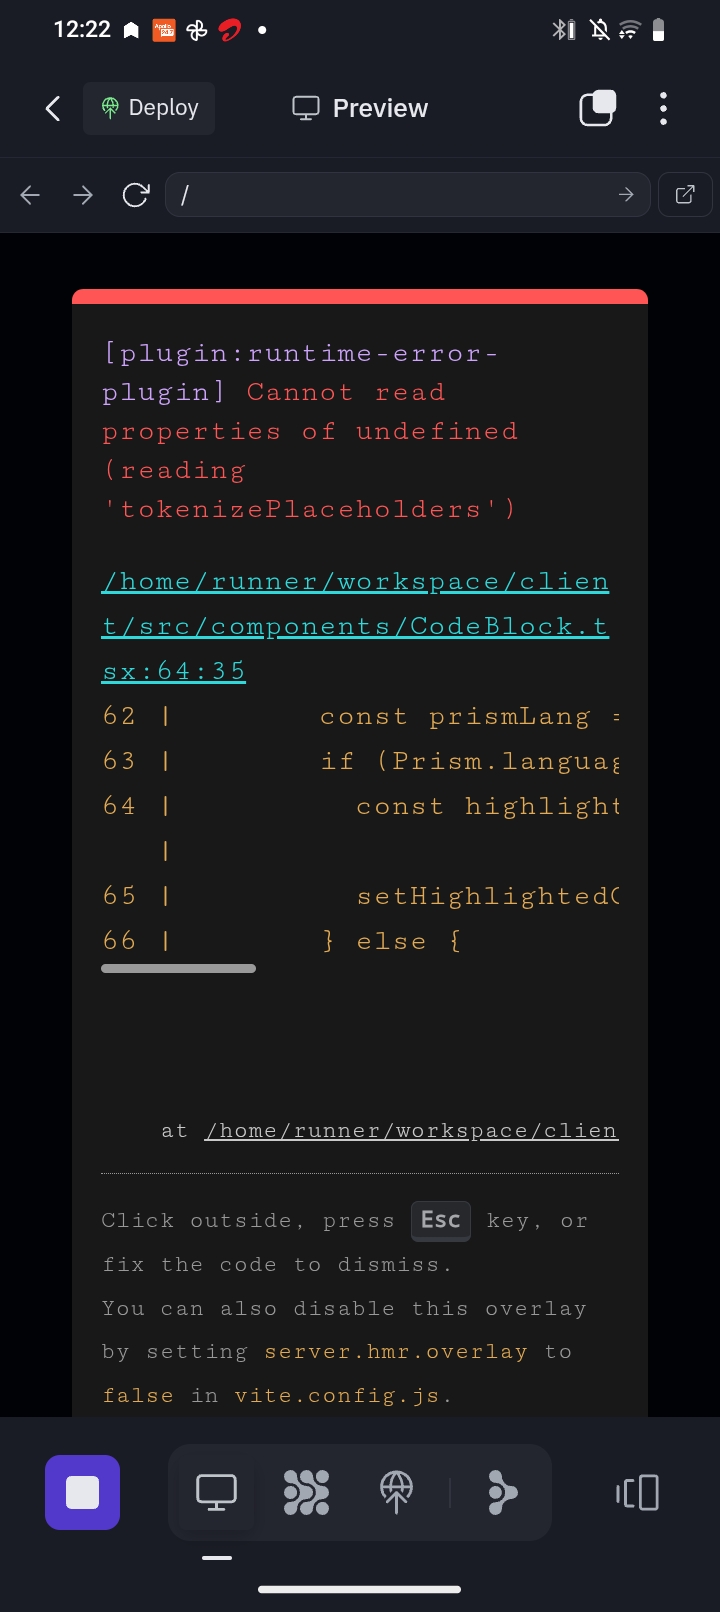 12:22
Deploy
Preview
/
[plugin:runtime-error-
plugin] Cannot read
properties of undefined
(reading
'tokenizePlaceholders')
/home/runner/workspace/clien
t/src/components/CodeBlock.t
sx:64:35
62 | const prismLang =
63 | if (Prism.languag
64 | const highlight
|
65 | setHighlightedC
66 | } else {
at /home/runner/workspace/clien
Click outside, press Esc key, or
fix the code to dismiss.
You can also disable this overlay
by setting server.hmr.overlay to
false in vite.config.js.